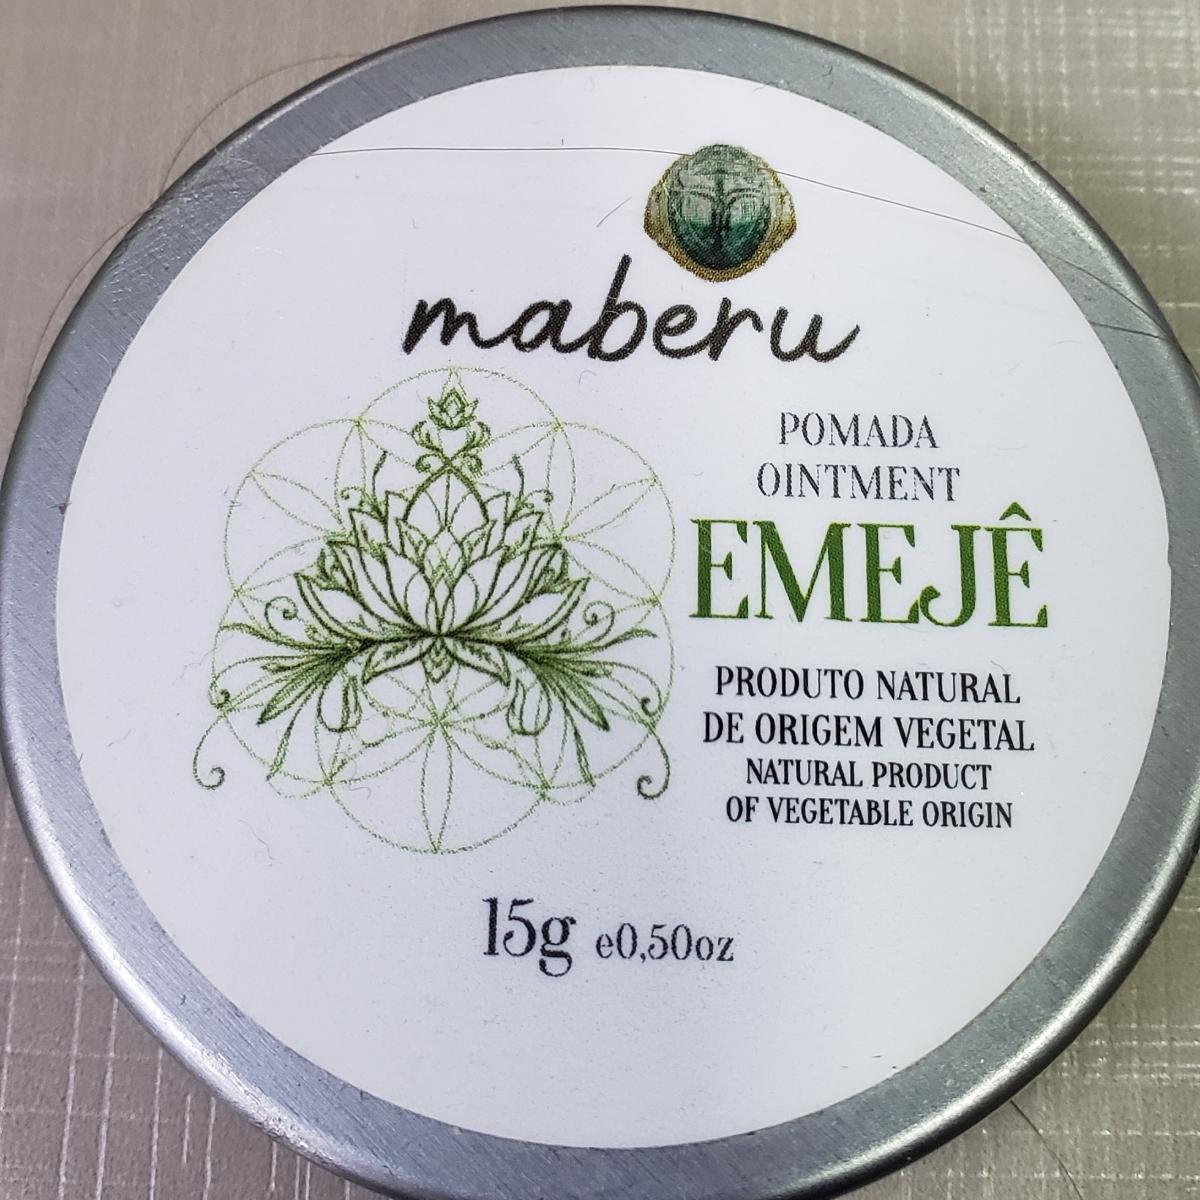 maberu
POMADA
OINTMENT
EMEJÊ
PRODUTO NATURAL
DE ORIGEM VEGETAL
NATURAL PRODUCT
OF VEGETABLE ORIGIN
15g e0,50oz